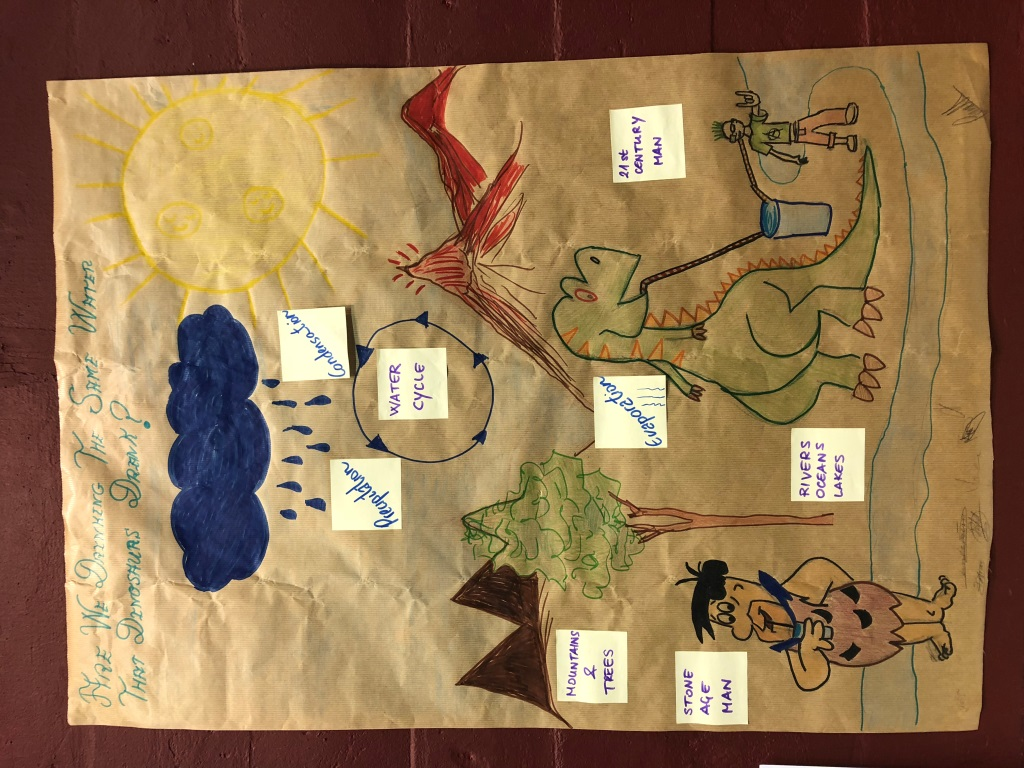 ARE WE DRINKING THE SAME WATER
THAT DINOSAURS DRANK?
Condensation
WATER
CYCLE
Precipitation
Evaporation
21st
CENTURY
MAN
MOUNTAINS
&
TREES
RIVERS
OCEANS
LAKES
STONE
AGE
MAN